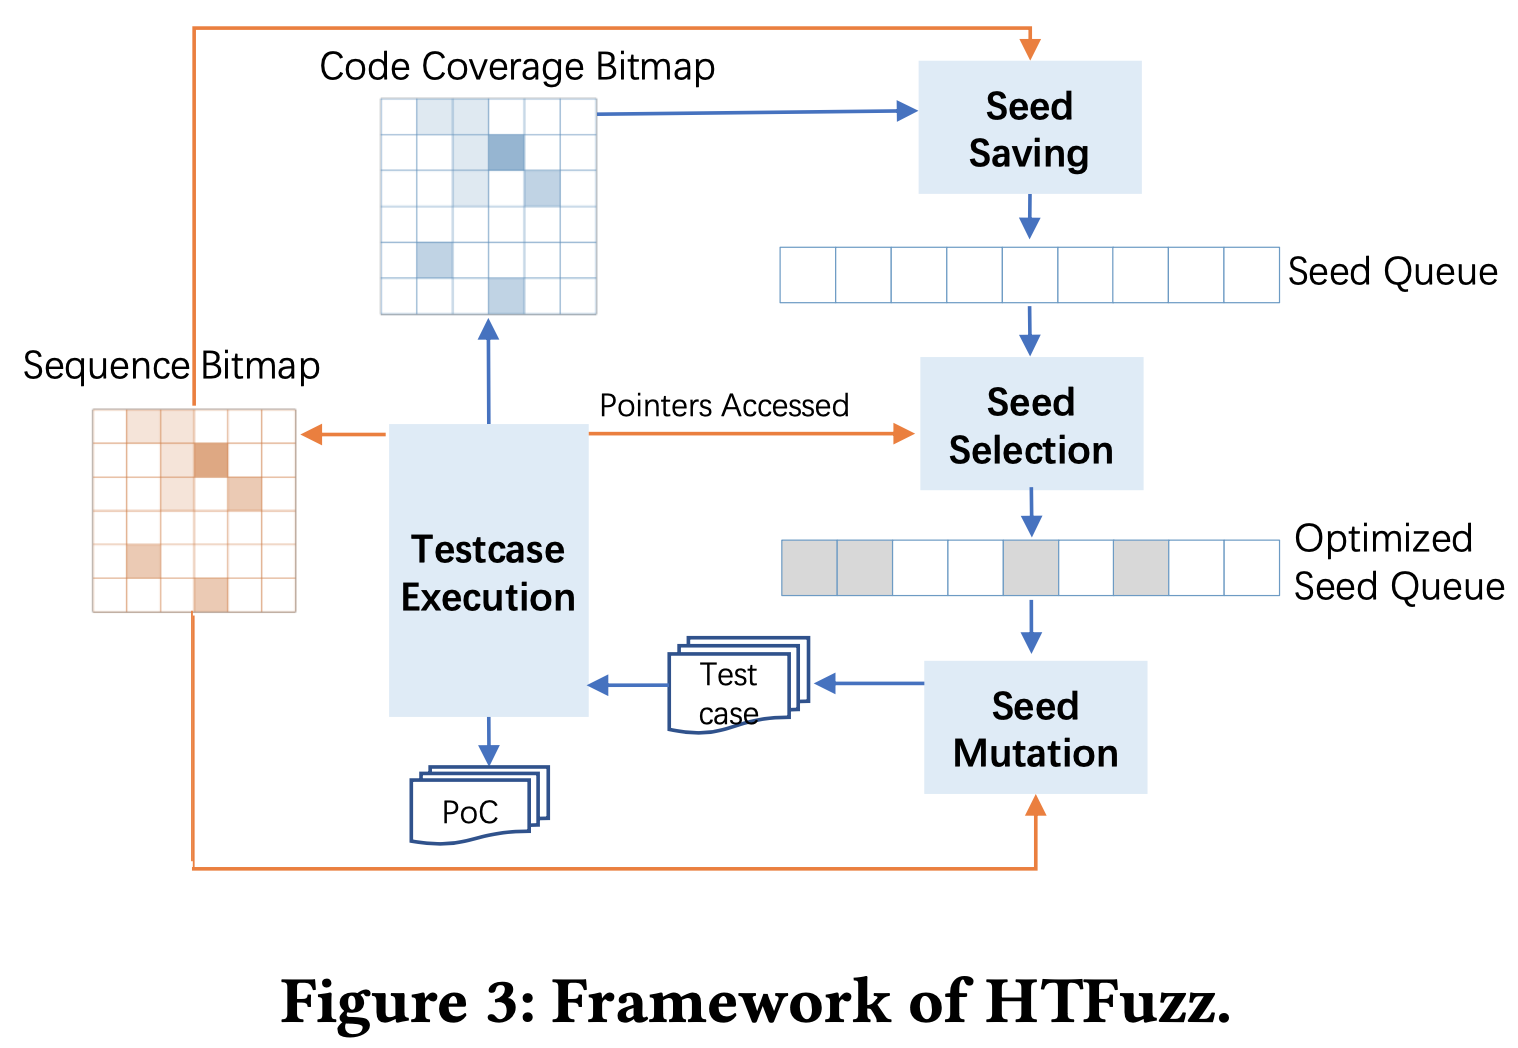 Code Coverage Bitmap
Seed
Saving
Seed Queue
Sequence Bitmap
Pointers Accessed
Seed
Selection
Testcase
Execution
Optimized
Seed Queue
Test
case
Seed
Mutation
PoC
Figure 3: Framework of HTFuzz.